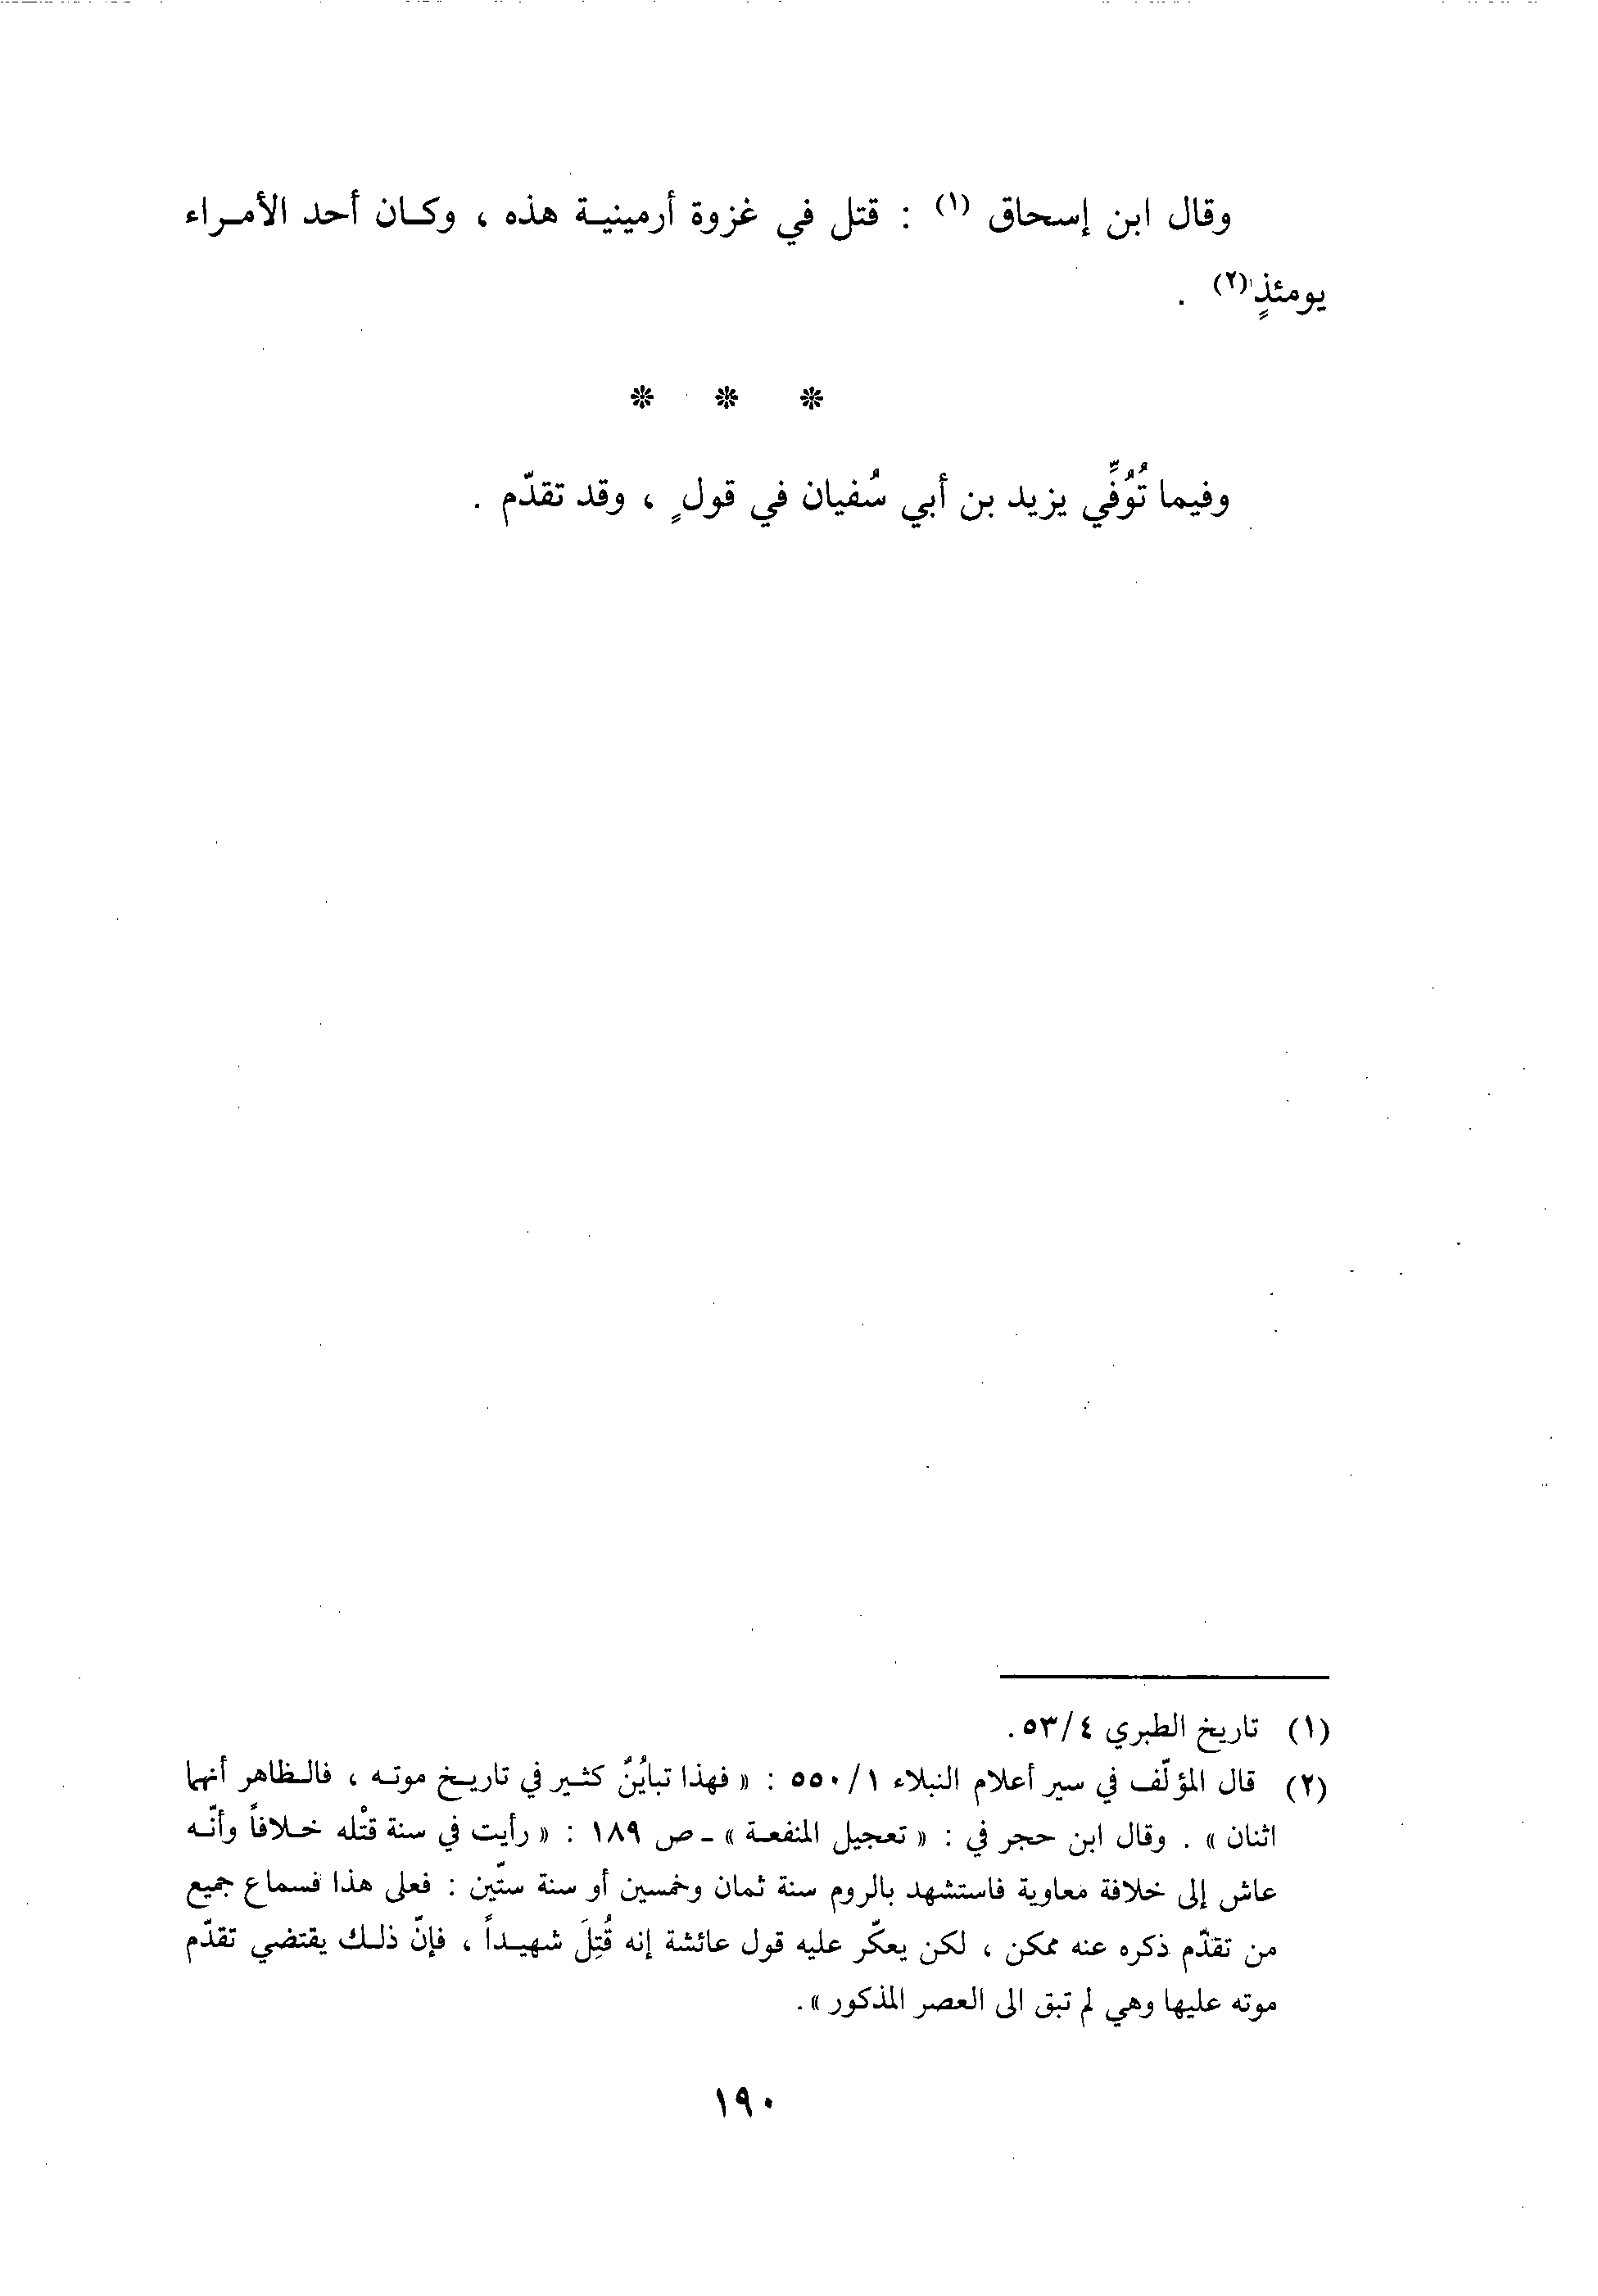 وقال ابن إسحاق (١) : قتل في غزوة أرمينية هذه ، وكان أحد الأمراء
يومئذٍ (٢) .
* * *
وفيما تُوُفِّي يزيد بن أبي سُفيان في قولٍ ، وقد تقدّم .
(١) تاريخ الطبري ٤/٥٣.
(٢) قال المؤلّف في سير أعلام النبلاء ١/٥٥٠ : « فهذا تبايُنٌ كثير في تاريخ موته ، فالظاهر أنهما
اثنان » . وقال ابن حجر في : « تعجيل المنفعة » - ص ١٨٩ : « رأيت في سنة قتْله خلافاً وأنّه
عاش إلى خلافة معاوية فاستشهد بالروم سنة ثمان وخمسين أو سنة ستّين : فعلى هذا فسماع جميع
من تقدّم ذكره عنه ممكن ، لكن يعكّر عليه قول عائشة إنه قُتِلَ شهيداً ، فإنّ ذلك يقتضي تقدّم
موته عليها وهي لم تبق الى العصر المذكور ».
١٩٠